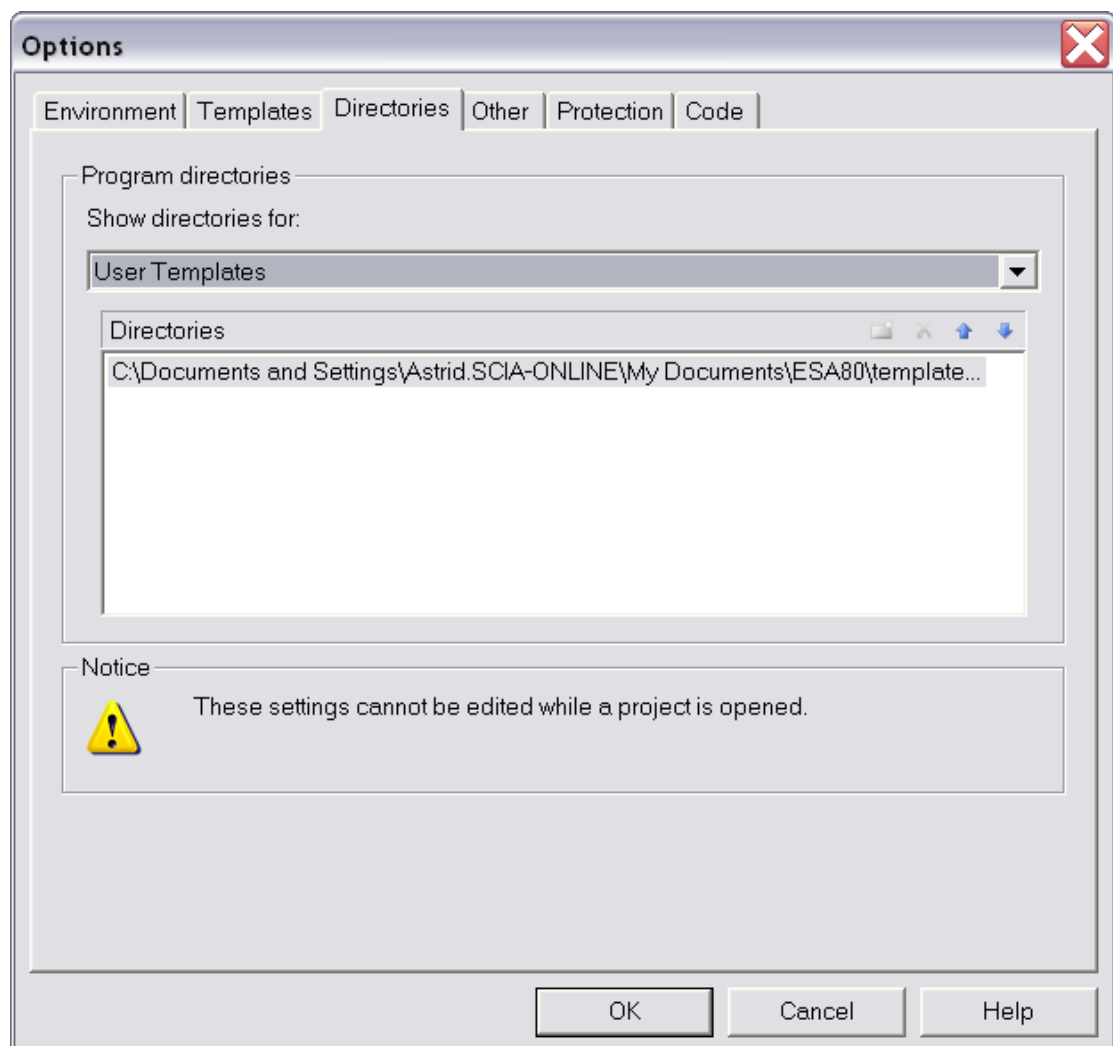 Options
Environment Templates Directories Other Protection Code
Program directories
Show directories for:
User Templates
Directories
C:\Documents and Settings\Astrid.SCIA-ONLINE\My Documents\ESA80\template...
Notice
These settings cannot be edited while a project is opened.
OK Cancel Help